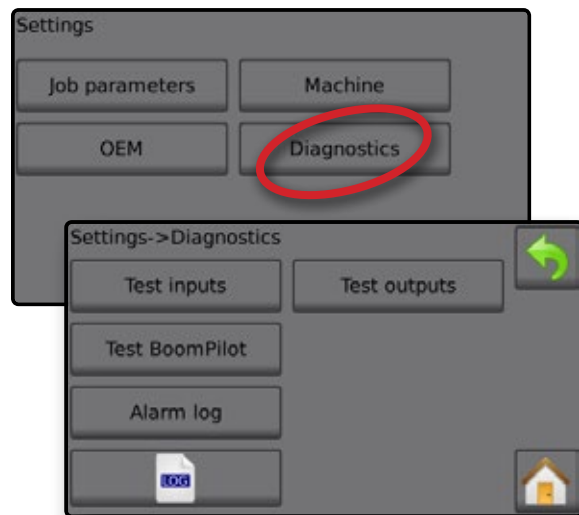 Settings
Job parameters Machine
OEM Diagnostics
Settings->Diagnostics
Test inputs Test outputs
Test BoomPilot
Alarm log
LOG